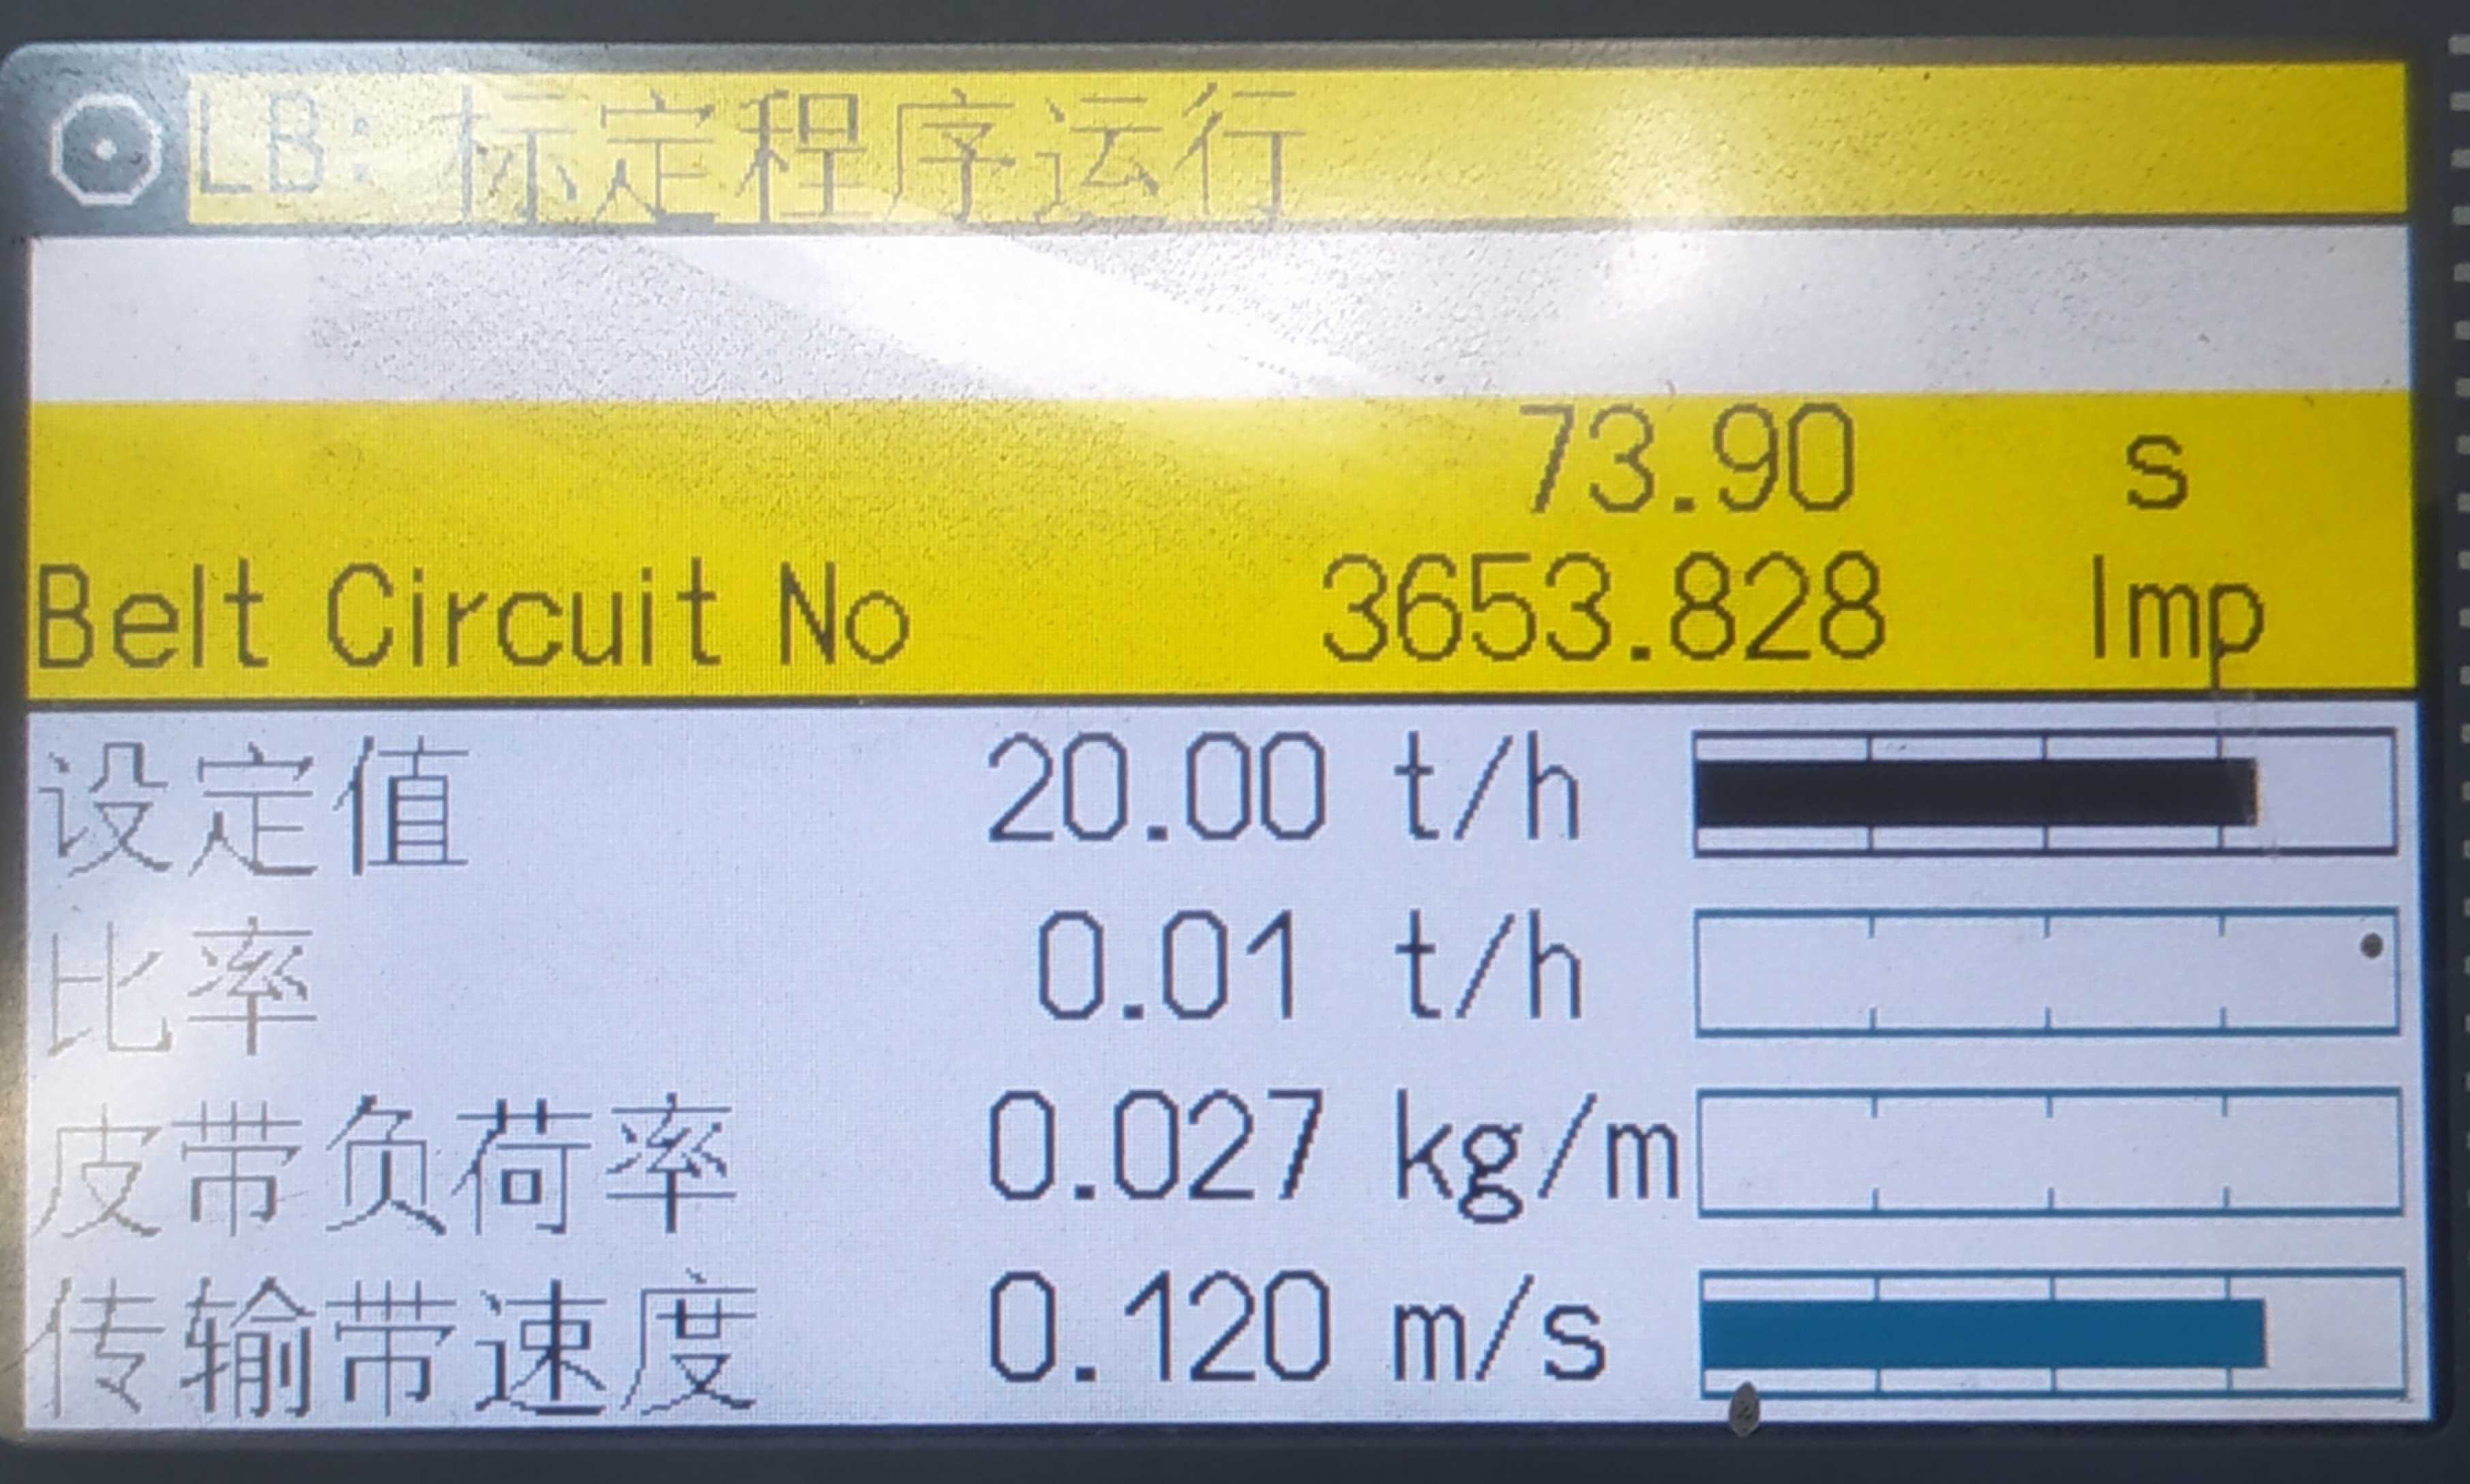 LB: 标定程序运行
73.90 s
Belt Circuit No 3653.828 Imp
设定值 20.00 t/h
比率 0.01 t/h
皮带负荷率 0.027 kg/m
传输带速度 0.120 m/s